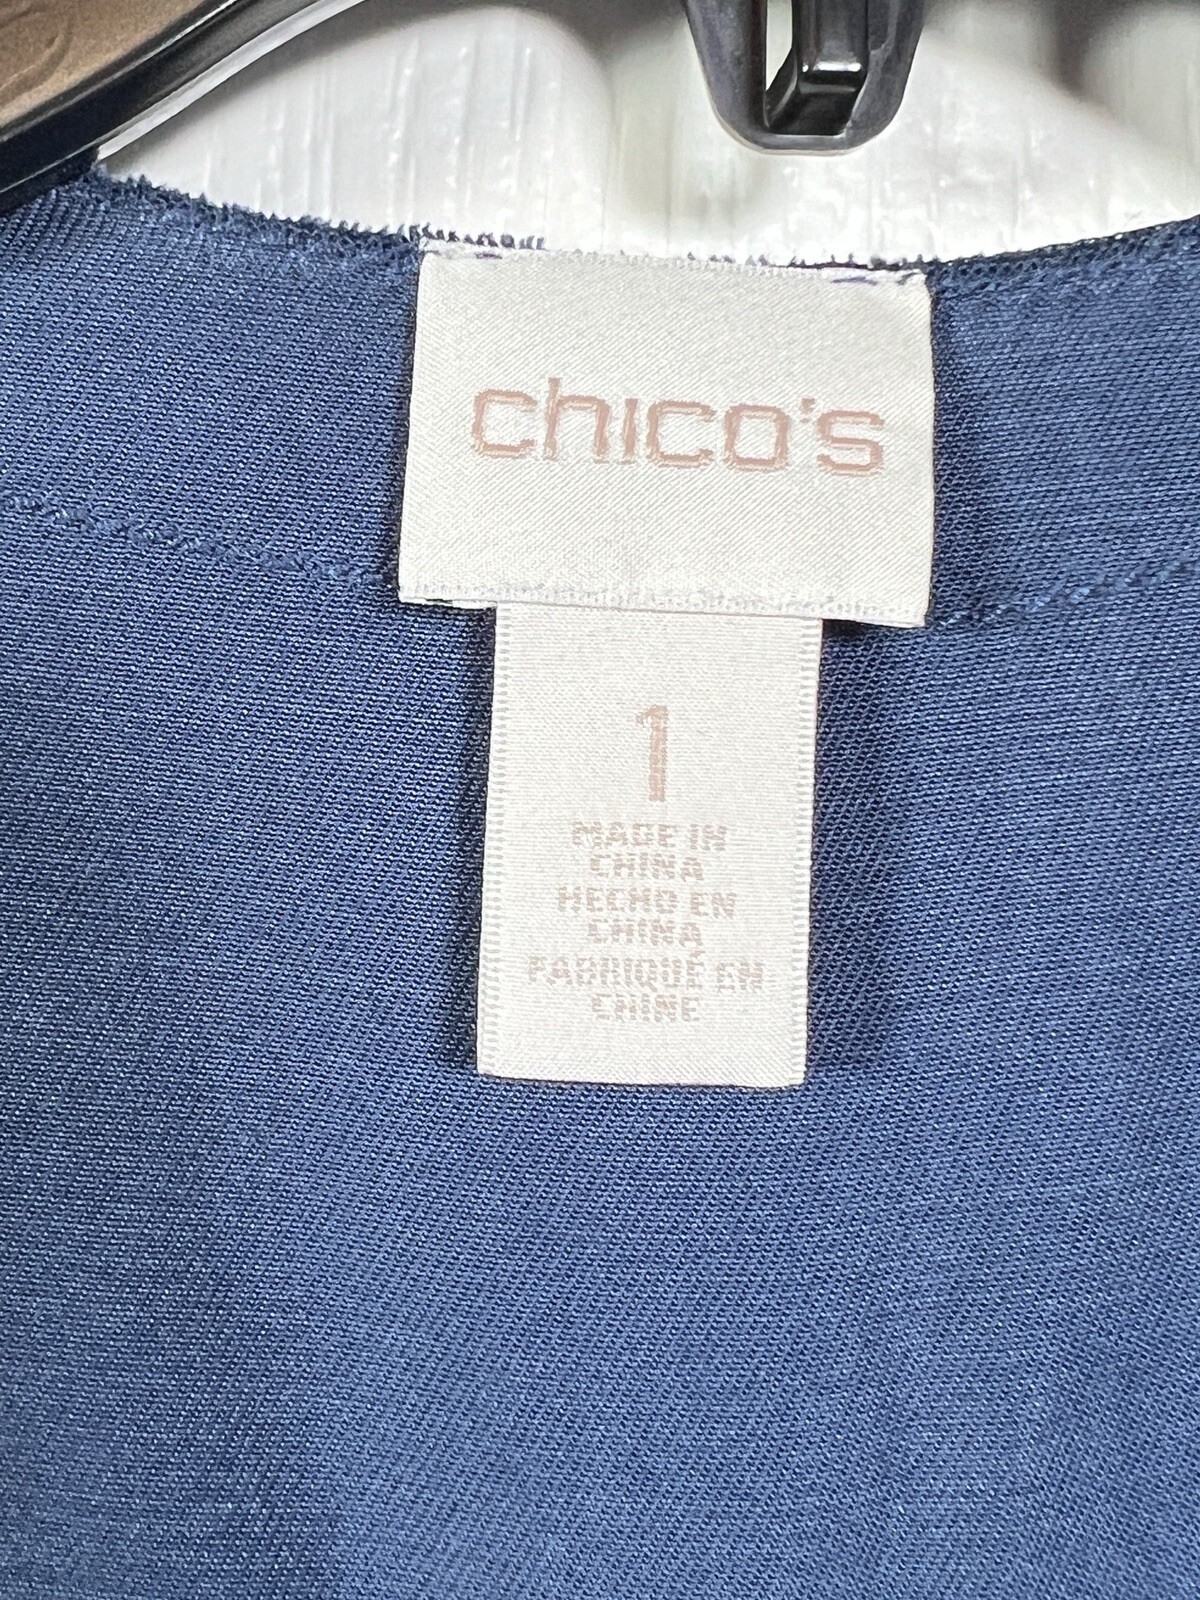 chico's
1
MADE IN
CHINA
HECHO EN
CHINA
FABRIQUÉ EN
CHINE